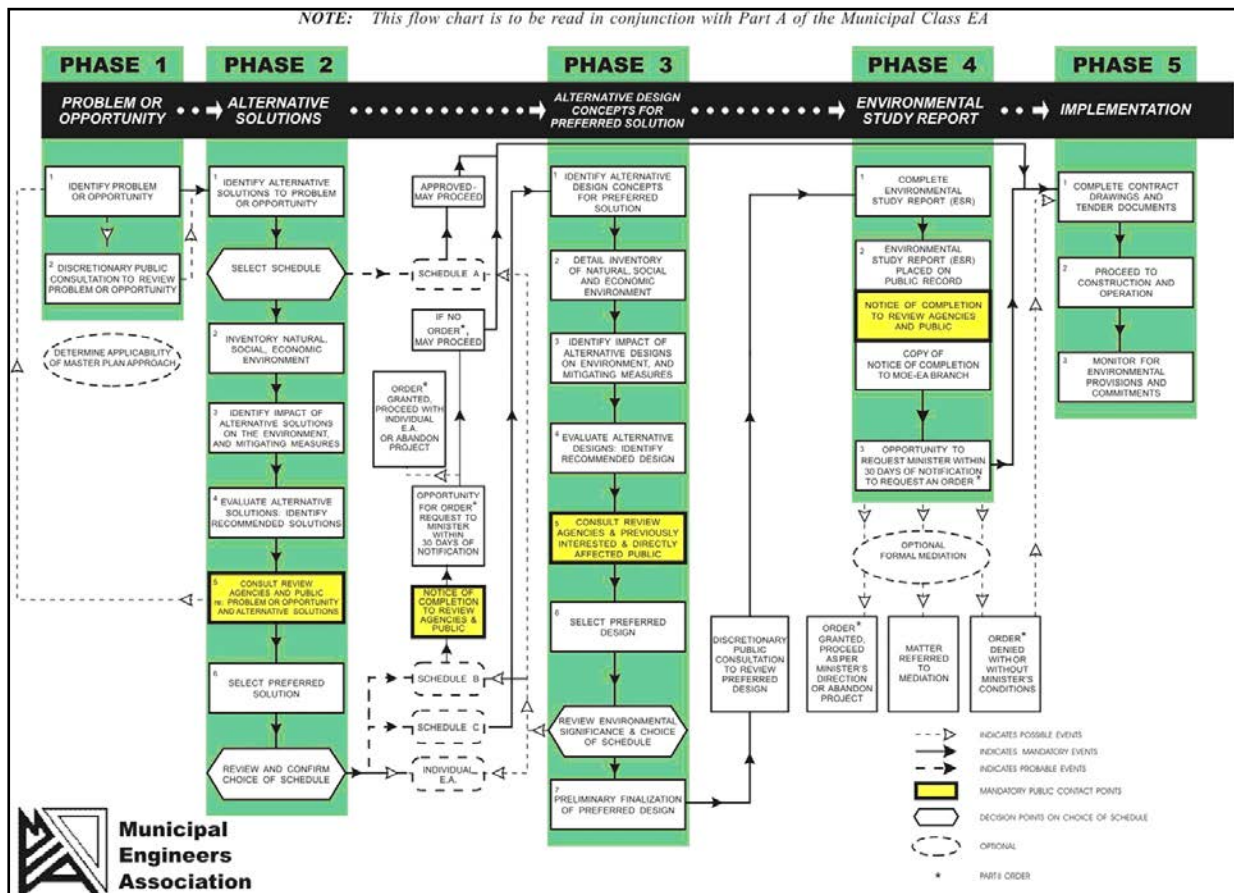 NOTE: This flow chart is to be read in conjunction with Part A of the Municipal Class EA
PHASE 1
PHASE 2
PHASE 3
PHASE 4
PHASE 5
PROBLEM OR
OPPORTUNITY
ALTERNATIVE
SOLUTIONS
ALTERNATIVE DESIGN
CONCEPTS FOR
PREFERRED SOLUTION
ENVIRONMENTAL
STUDY REPORT
IMPLEMENTATION
1
IDENTIFY PROBLEM
OR OPPORTUNITY
2
DISCRETIONARY PUBLIC
CONSULTATION TO REVIEW
PROBLEM OR OPPORTUNITY
DETERMINE APPLICABILITY
OF MASTER PLAN APPROACH
1
IDENTIFY ALTERNATIVE
SOLUTIONS TO PROBLEM
OR OPPORTUNITY
SELECT SCHEDULE
2
INVENTORY NATURAL,
SOCIAL, ECONOMIC
ENVIRONMENT
3
IDENTIFY IMPACT OF
ALTERNATIVE SOLUTIONS
ON THE ENVIRONMENT,
AND MITIGATING MEASURES
4
EVALUATE ALTERNATIVE
SOLUTIONS: IDENTIFY
RECOMMENDED SOLUTIONS
5
CONSULT REVIEW
AGENCIES AND PUBLIC
re: PROBLEM OR OPPORTUNITY
AND ALTERNATIVE SOLUTIONS
6
SELECT PREFERRED
SOLUTION
REVIEW AND CONFIRM
CHOICE OF SCHEDULE
APPROVED-
MAY PROCEED
SCHEDULE A
IF NO
ORDER*,
MAY PROCEED
ORDER*
GRANTED,
PROCEED WITH
INDIVIDUAL E.A.
OR ABANDON
PROJECT
OPPORTUNITY
FOR ORDER*
REQUEST TO
MINISTER
WITHIN
30 DAYS OF
NOTIFICATION
NOTICE OF
COMPLETION
TO REVIEW
AGENCIES &
PUBLIC
SCHEDULE B
SCHEDULE C
INDIVIDUAL
E.A.
1
IDENTIFY ALTERNATIVE
DESIGN CONCEPTS
FOR PREFERRED
SOLUTION
2
DETAIL INVENTORY
OF NATURAL, SOCIAL
AND ECONOMIC
ENVIRONMENT
3
IDENTIFY IMPACT OF
ALTERNATIVE DESIGNS
ON ENVIRONMENT, AND
MITIGATING MEASURES
4
EVALUATE ALTERNATIVE
DESIGNS: IDENTIFY
RECOMMENDED DESIGN
5
CONSULT REVIEW
AGENCIES & PREVIOUSLY
INTERESTED & DIRECTLY
AFFECTED PUBLIC
6
SELECT PREFERRED
DESIGN
REVIEW ENVIRONMENTAL
SIGNIFICANCE & CHOICE
OF SCHEDULE
7
PRELIMINARY FINALIZATION
OF PREFERRED DESIGN
DISCRETIONARY
PUBLIC
CONSULTATION
TO REVIEW
PREFERRED
DESIGN
1
COMPLETE
ENVIRONMENTAL
STUDY REPORT (ESR)
2
ENVIRONMENTAL
STUDY REPORT (ESR)
PLACED ON
PUBLIC RECORD
NOTICE OF COMPLETION
TO REVIEW AGENCIES
AND PUBLIC
COPY OF
NOTICE OF COMPLETION
TO MOE-EA BRANCH
3
OPPORTUNITY TO
REQUEST MINISTER WITHIN
30 DAYS OF NOTIFICATION
TO REQUEST AN ORDER*
OPTIONAL
FORMAL MEDIATION
ORDER*
GRANTED,
PROCEED
AS PER
MINISTER'S
DIRECTION
OR ABANDON
PROJECT
MATTER
REFERRED
TO
MEDIATION
ORDER*
DENIED
WITH OR
WITHOUT
MINISTER'S
CONDITIONS
1
COMPLETE CONTRACT
DRAWINGS AND
TENDER DOCUMENTS
2
PROCEED TO
CONSTRUCTION AND
OPERATION
3
MONITOR FOR
ENVIRONMENTAL
PROVISIONS AND
COMMITMENTS
INDICATES POSSIBLE EVENTS
INDICATES MANDATORY EVENTS
INDICATES PROBABLE EVENTS
MANDATORY PUBLIC CONTACT POINTS
DECISION POINTS ON CHOICE OF SCHEDULE
OPTIONAL
* PART II ORDER
Municipal
Engineers
Association